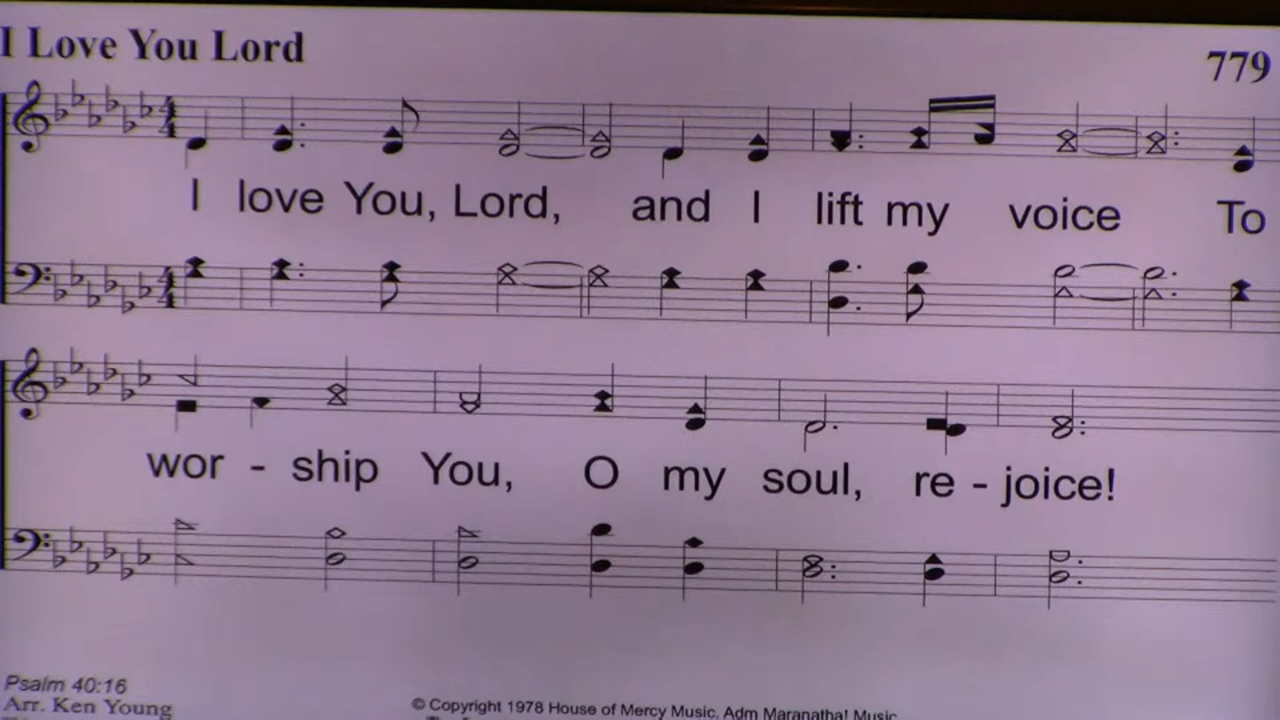 I Love You Lord
779
I love You, Lord, and I lift my voice To
wor - ship You, O my soul, re - joice!
Psalm 40:16
Arr. Ken Young
© Copyright 1978 House of Mercy Music, Adm Maranatha! Music